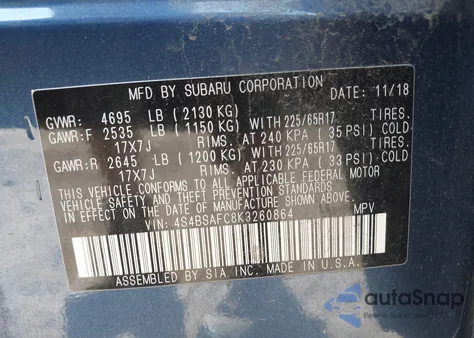 MFD BY SUBARU CORPORATION DATE: 11/18
GVWR: 4695 LB (2130 KG)
GAWR:F 2535 LB (1150 KG) WITH 225/65R17 TIRES.
17X7J RIMS. AT 240 KPA (35 PSI) COLD
GAWR:R 2645 LB (1200 KG) WITH 225/65R17 TIRES.
17X7J RIMS. AT 230 KPA (33 PSI) COLD
THIS VEHICLE CONFORMS TO ALL APPLICABLE FEDERAL MOTOR
VEHICLE SAFETY AND THEFT PREVENTION STANDARDS
IN EFFECT ON THE DATE OF MANUFACTURE SHOWN ABOVE.
VIN: 4S4BSAFC8K3260864 MPV
ASSEMBLED BY SIA INC. MADE IN U.S.A.
autoSnap